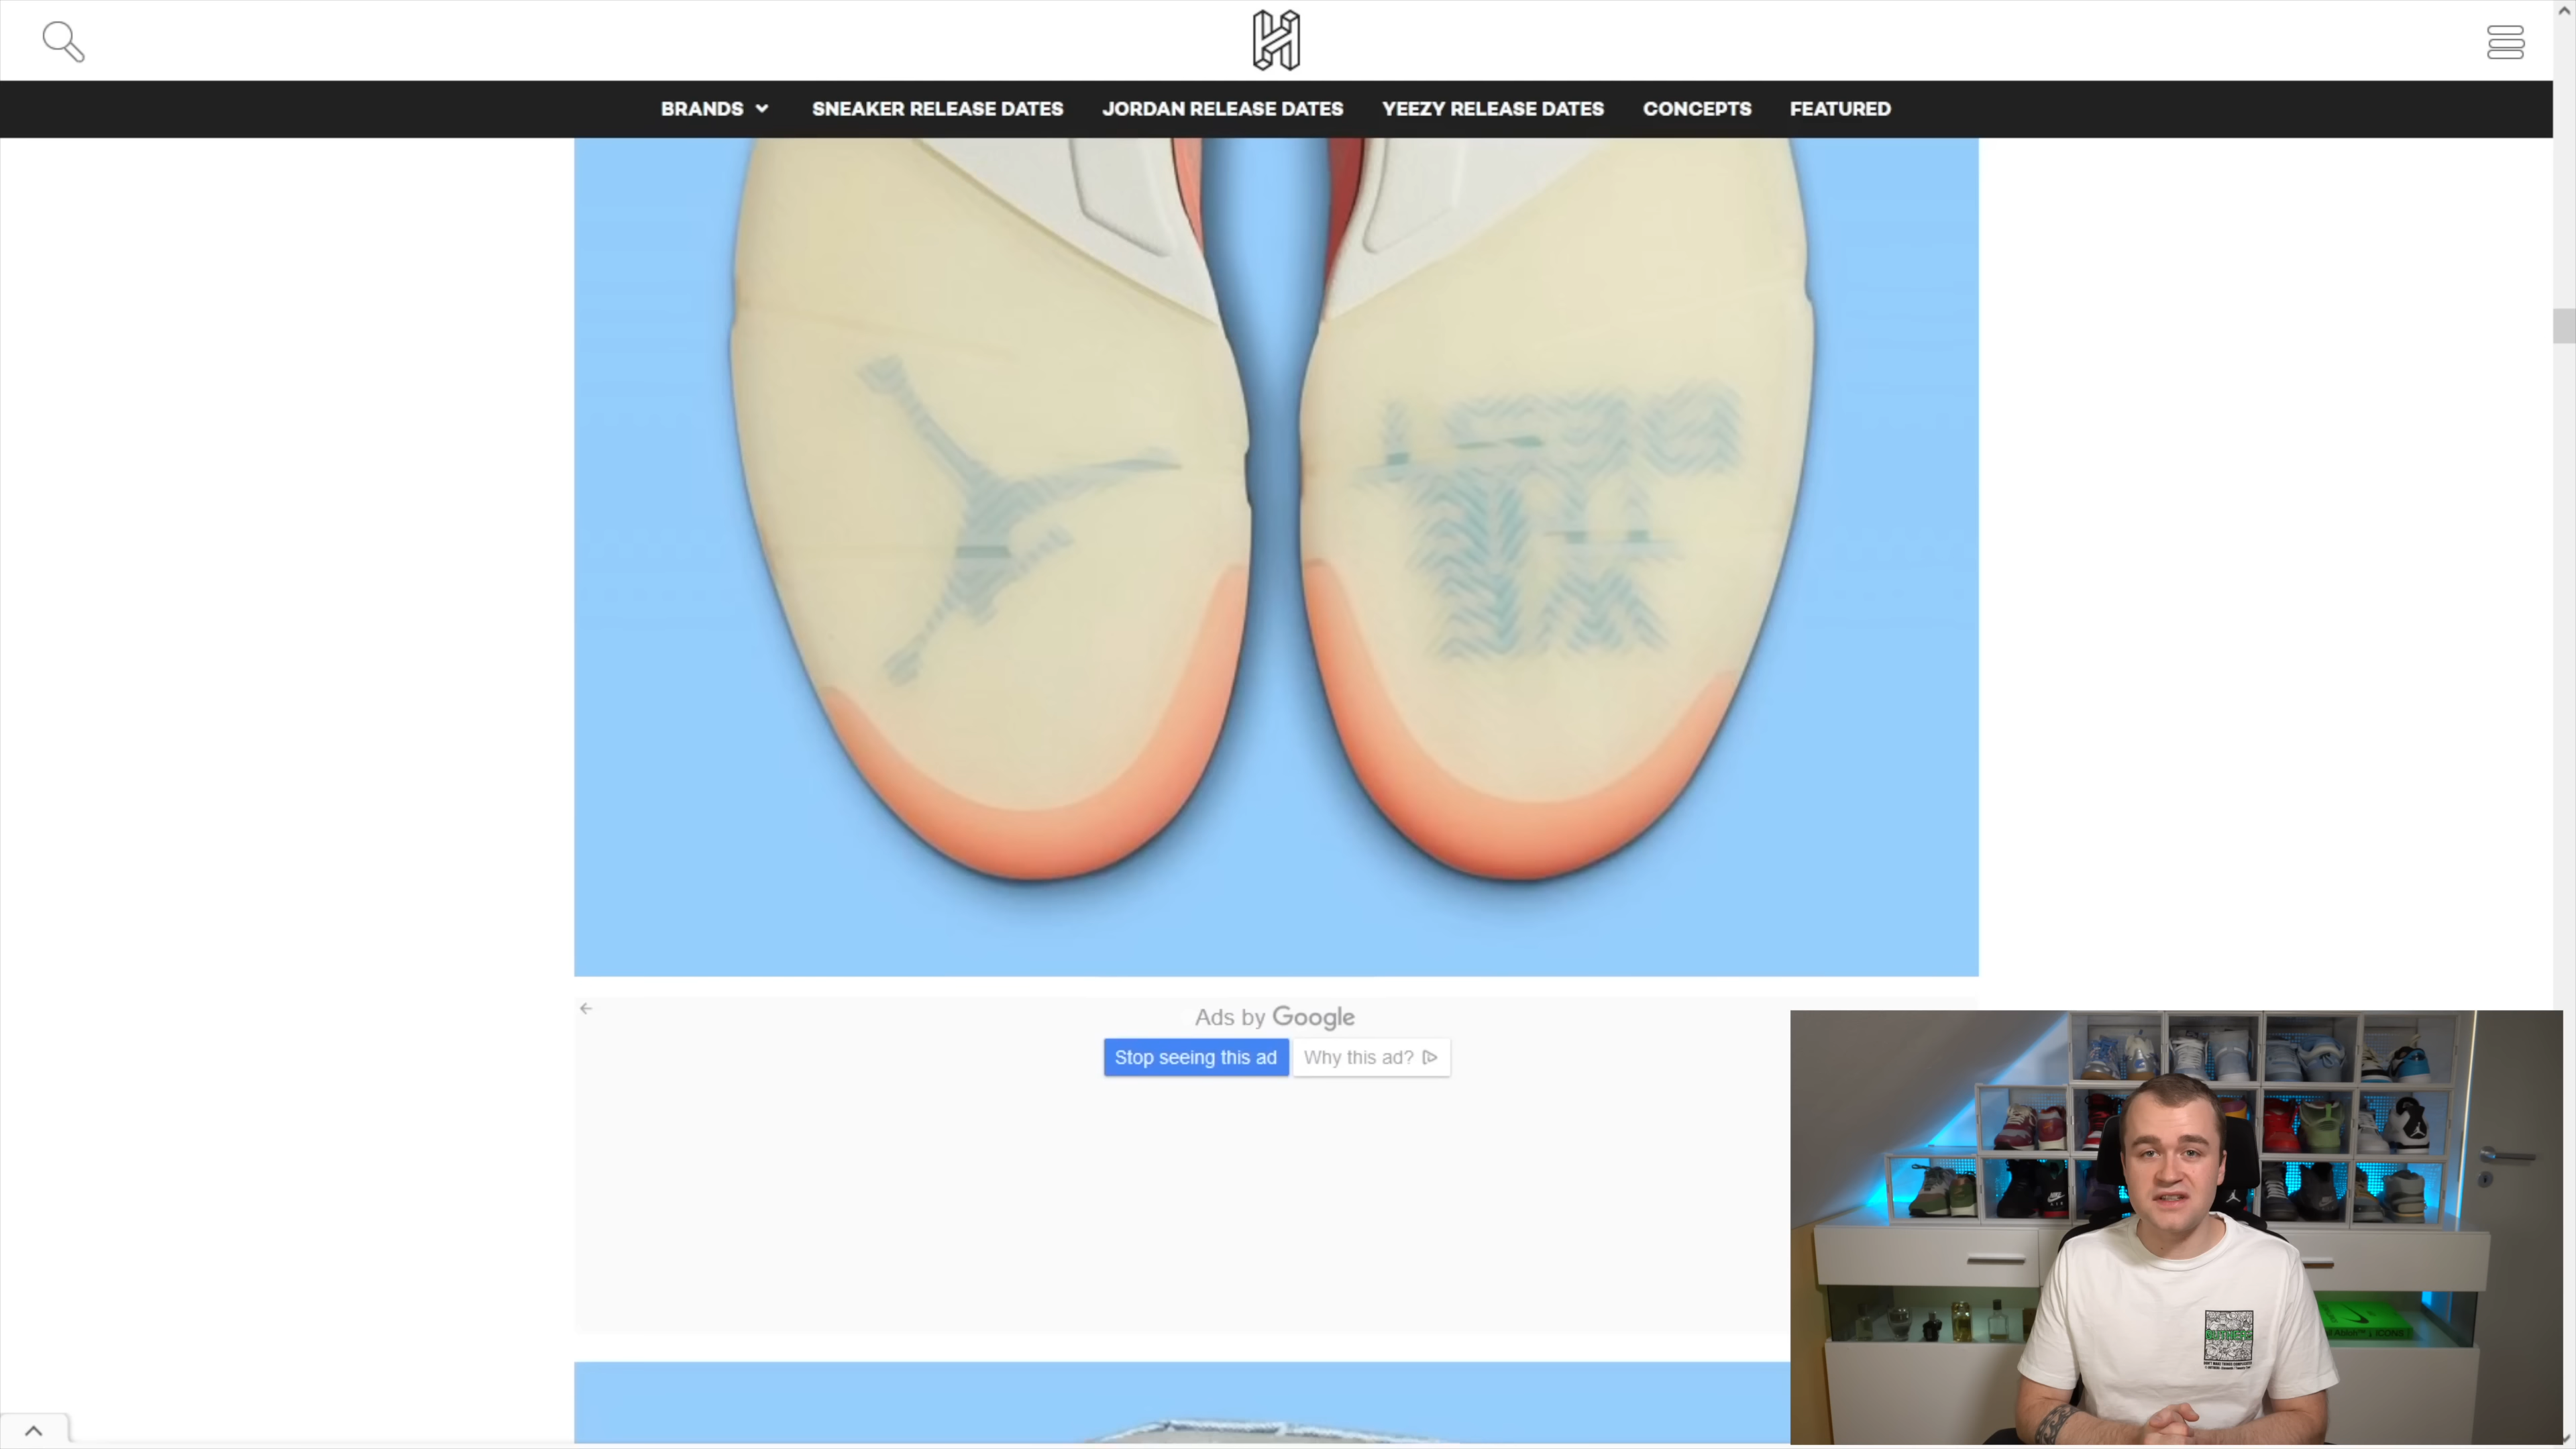 BRANDS SNEAKER RELEASE DATES JORDAN RELEASE DATES YEEZY RELEASE DATES CONCEPTS FEATURED
Ads by Google
Stop seeing this ad Why this ad?